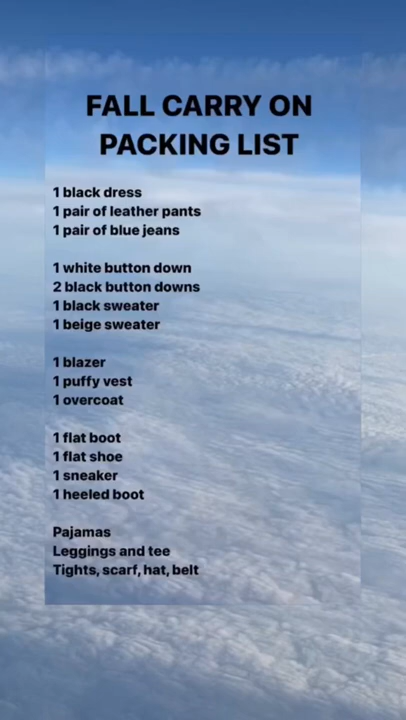 FALL CARRY ON
PACKING LIST
1 black dress
1 pair of leather pants
1 pair of blue jeans
1 white button down
2 black button downs
1 black sweater
1 beige sweater
1 blazer
1 puffy vest
1 overcoat
1 flat boot
1 flat shoe
1 sneaker
1 heeled boot
Pajamas
Leggings and tee
Tights, scarf, hat, belt